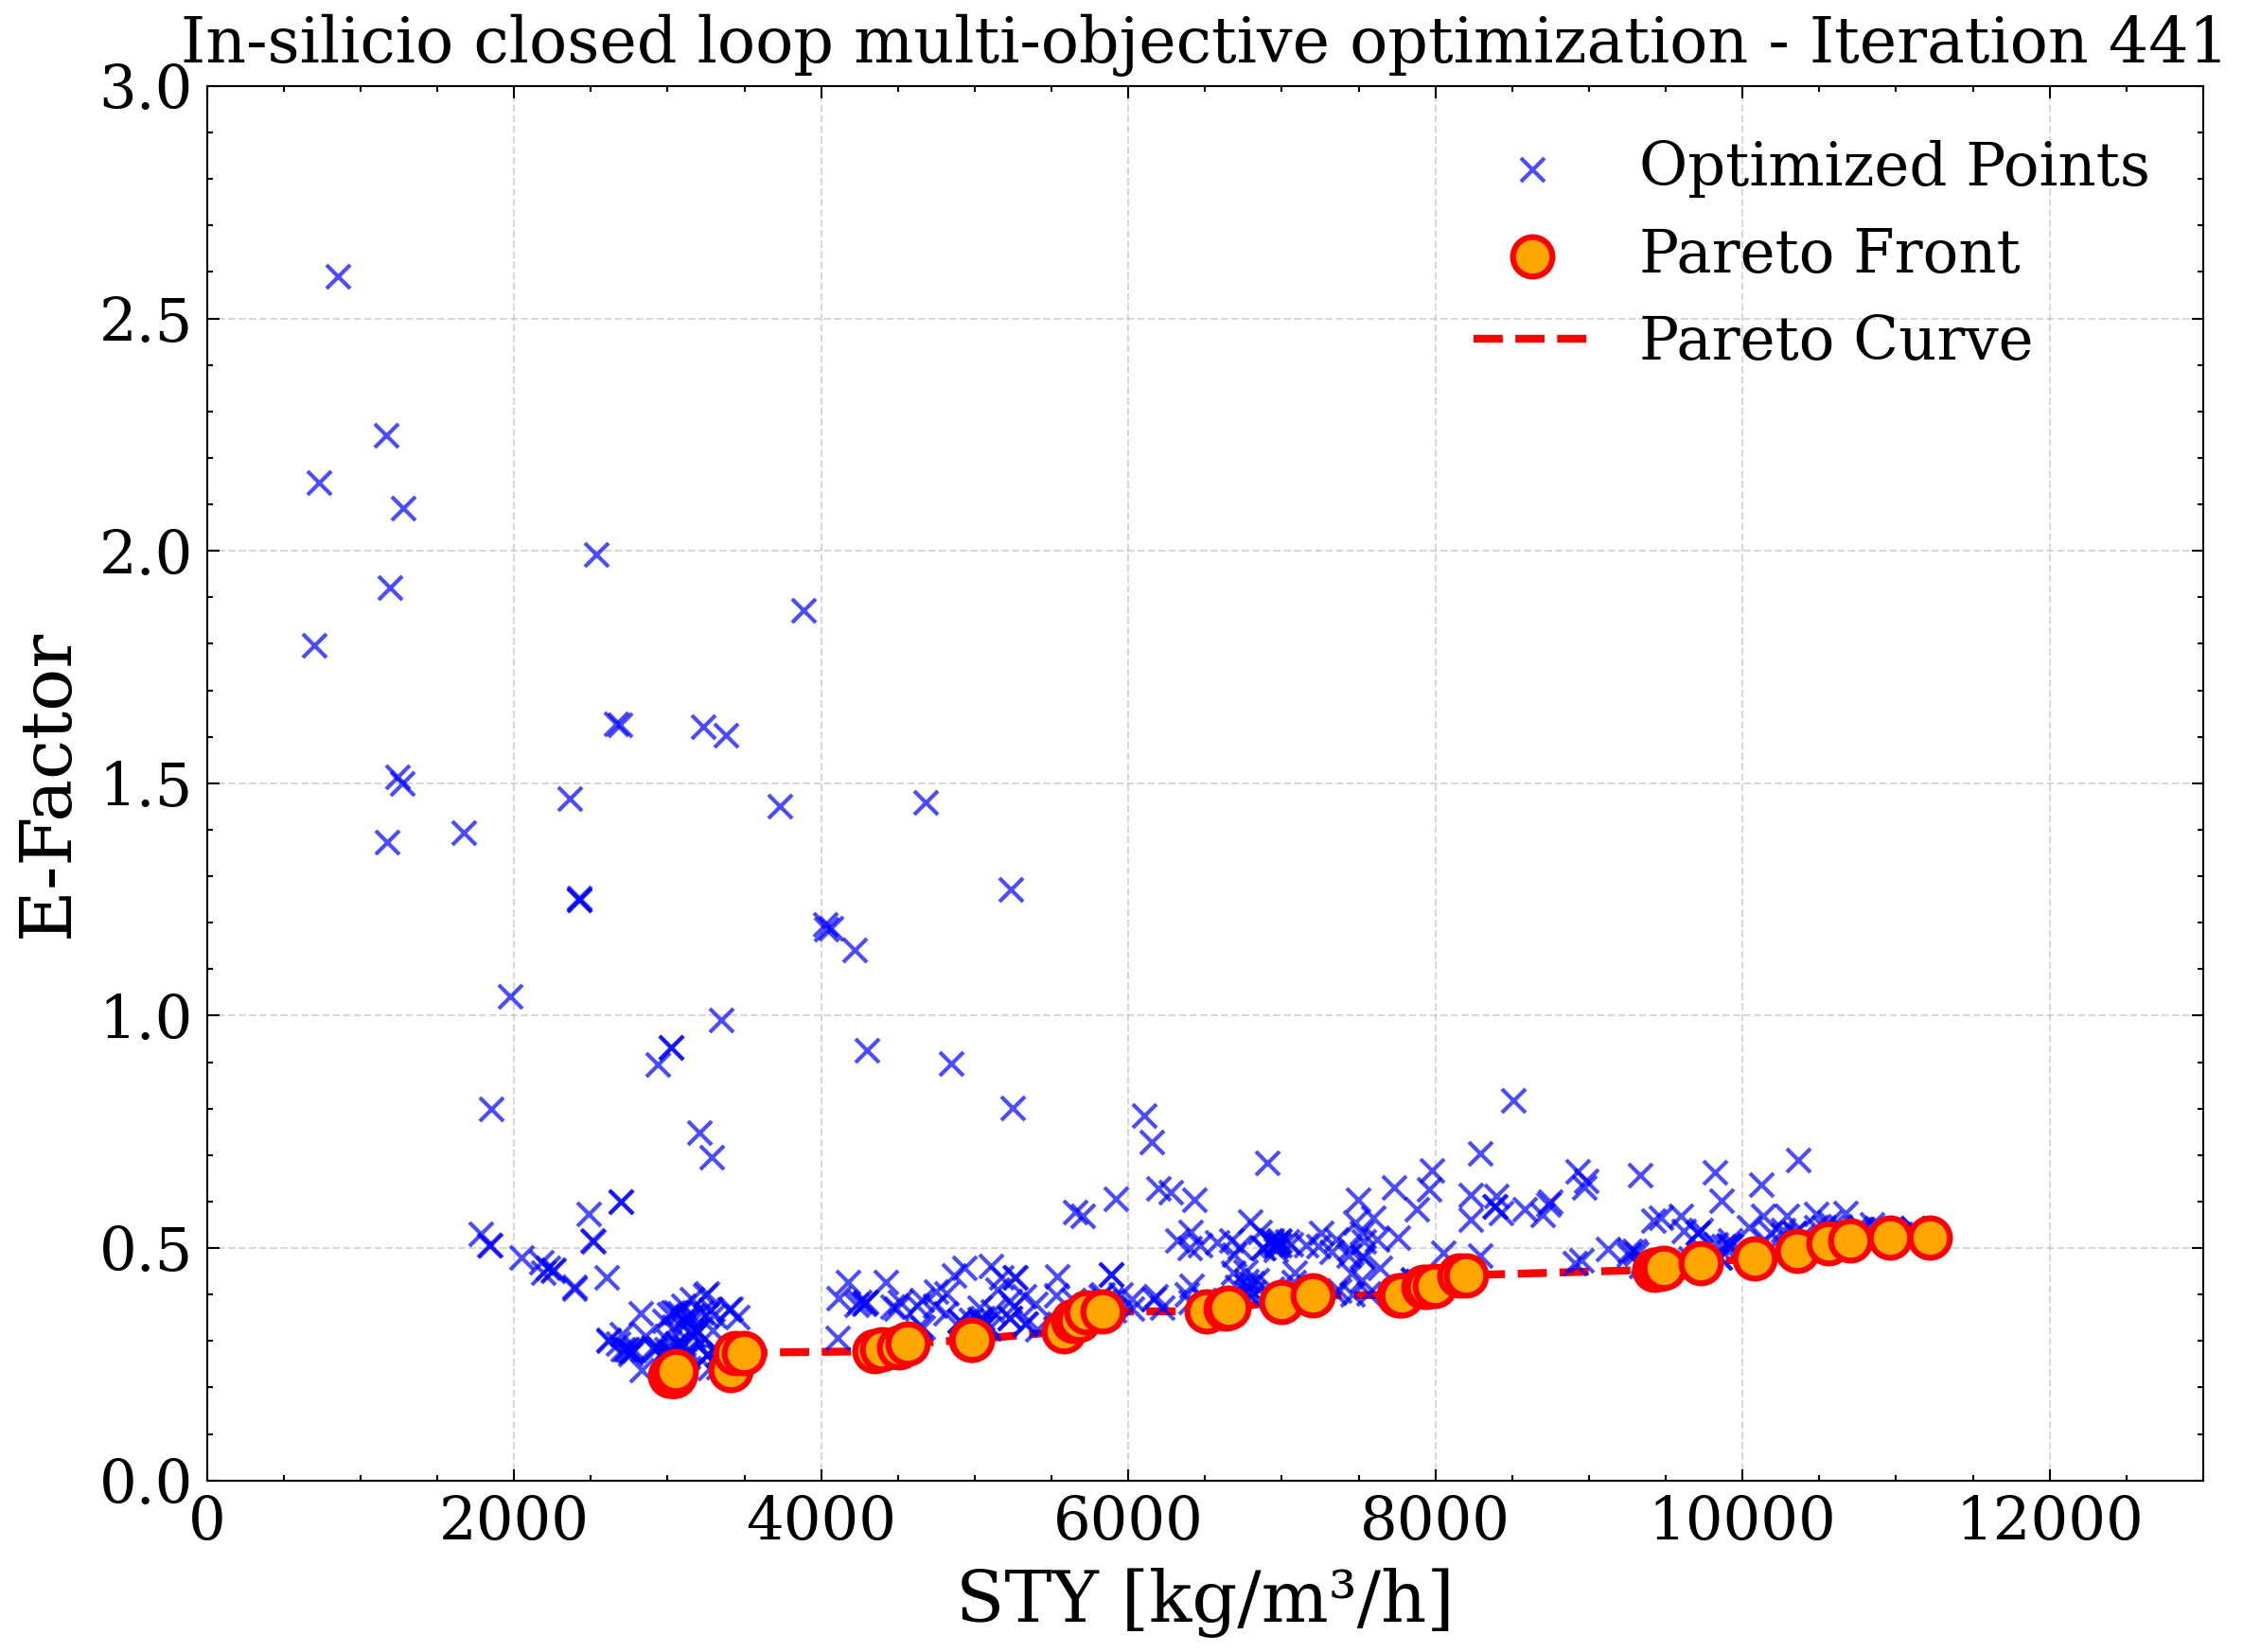 In-silicio closed loop multi-objective optimization - Iteration 441
3.0
2.5
2.0
1.5
1.0
0.5
0.0
E-Factor
Optimized Points
Pareto Front
Pareto Curve
0 2000 4000 6000 8000 10000 12000
STY [kg/m³/h]